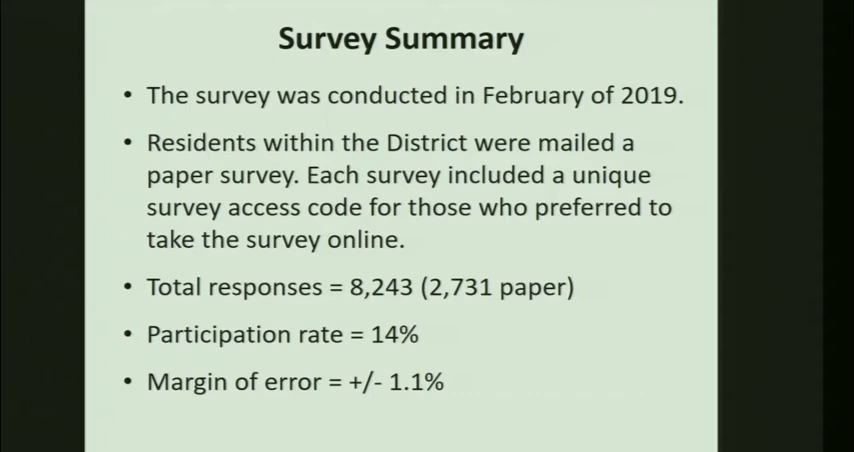 Survey Summary
• The survey was conducted in February of 2019.
• Residents within the District were mailed a
paper survey. Each survey included a unique
survey access code for those who preferred to
take the survey online.
• Total responses = 8,243 (2,731 paper)
• Participation rate = 14%
• Margin of error = +/- 1.1%